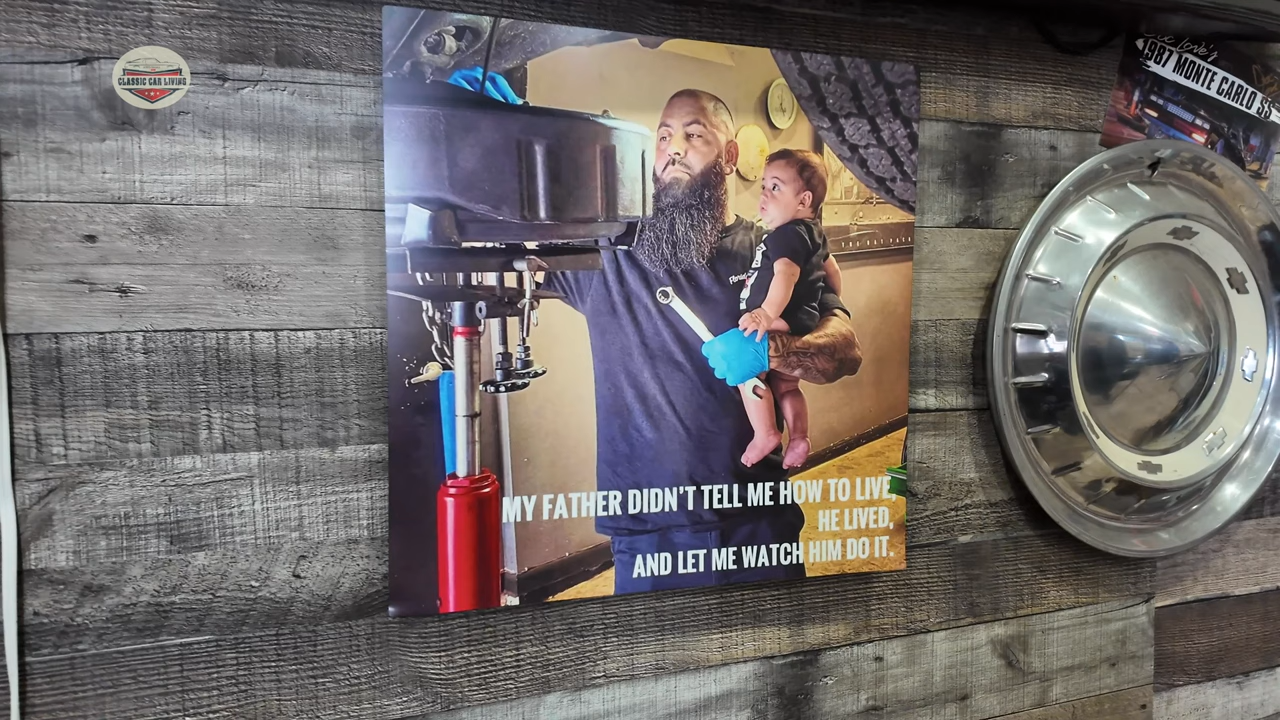 CLASSIC CAR LIVING
MY FATHER DIDN'T TELL ME HOW TO LIVE,
HE LIVED,
AND LET ME WATCH HIM DO IT.
Love's
1987 MONTE CARLO SS